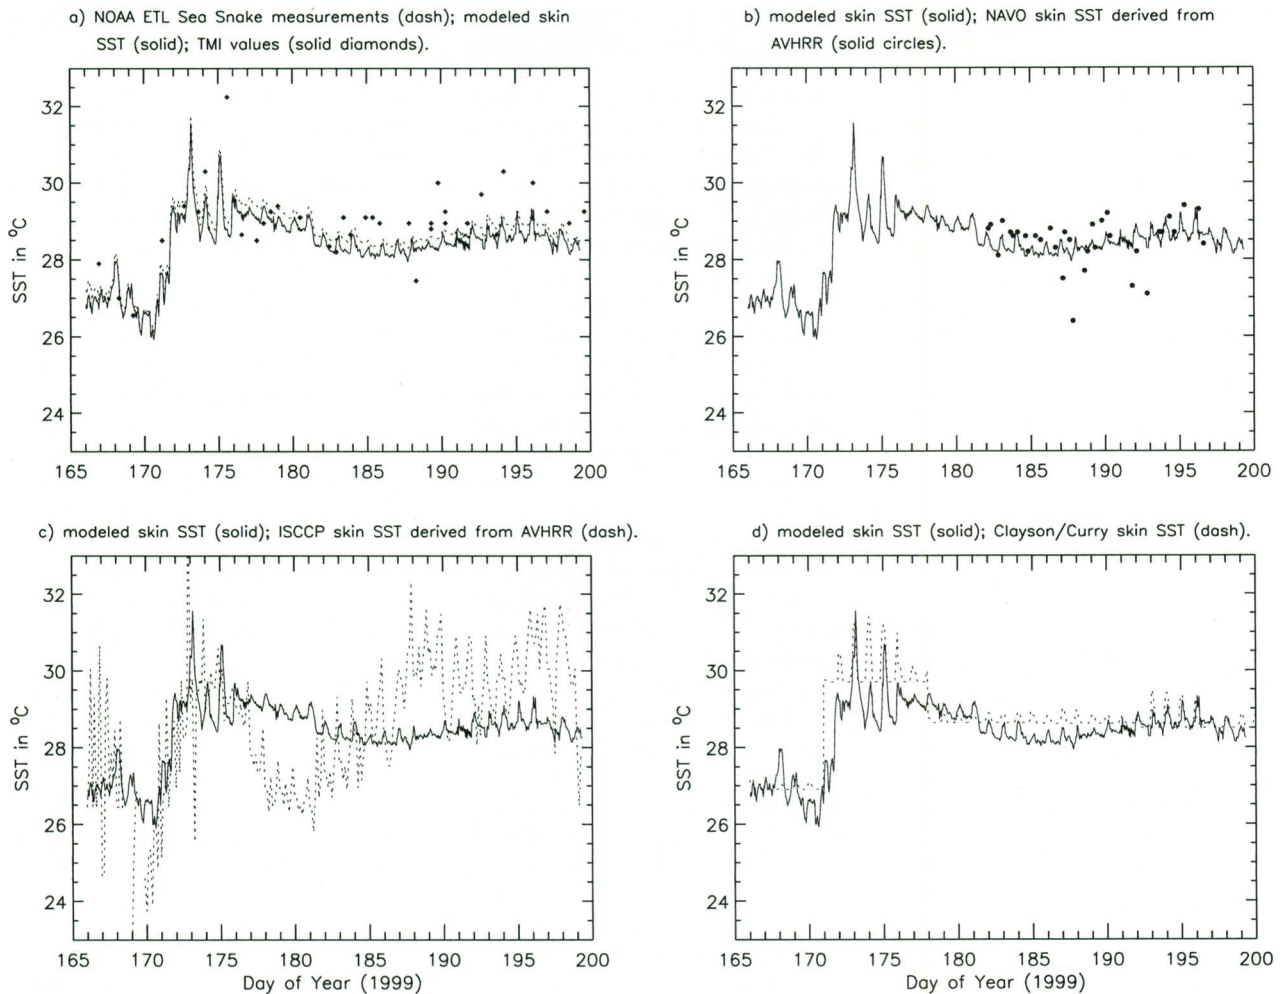 a) NOAA ETL Sea Snake measurements (dash); modeled skin
SST (solid); TMI values (solid diamonds).
32
30
28
26
24
SST in °C
165 170 175 180 185 190 195 200
b) modeled skin SST (solid); NAVO skin SST derived from
AVHRR (solid circles).
32
30
28
26
24
SST in °C
165 170 175 180 185 190 195 200
c) modeled skin SST (solid); ISCCP skin SST derived from AVHRR (dash).
32
30
28
26
24
SST in °C
165 170 175 180 185 190 195 200
Day of Year (1999)
d) modeled skin SST (solid); Clayson/Curry skin SST (dash).
32
30
28
26
24
SST in °C
165 170 175 180 185 190 195 200
Day of Year (1999)